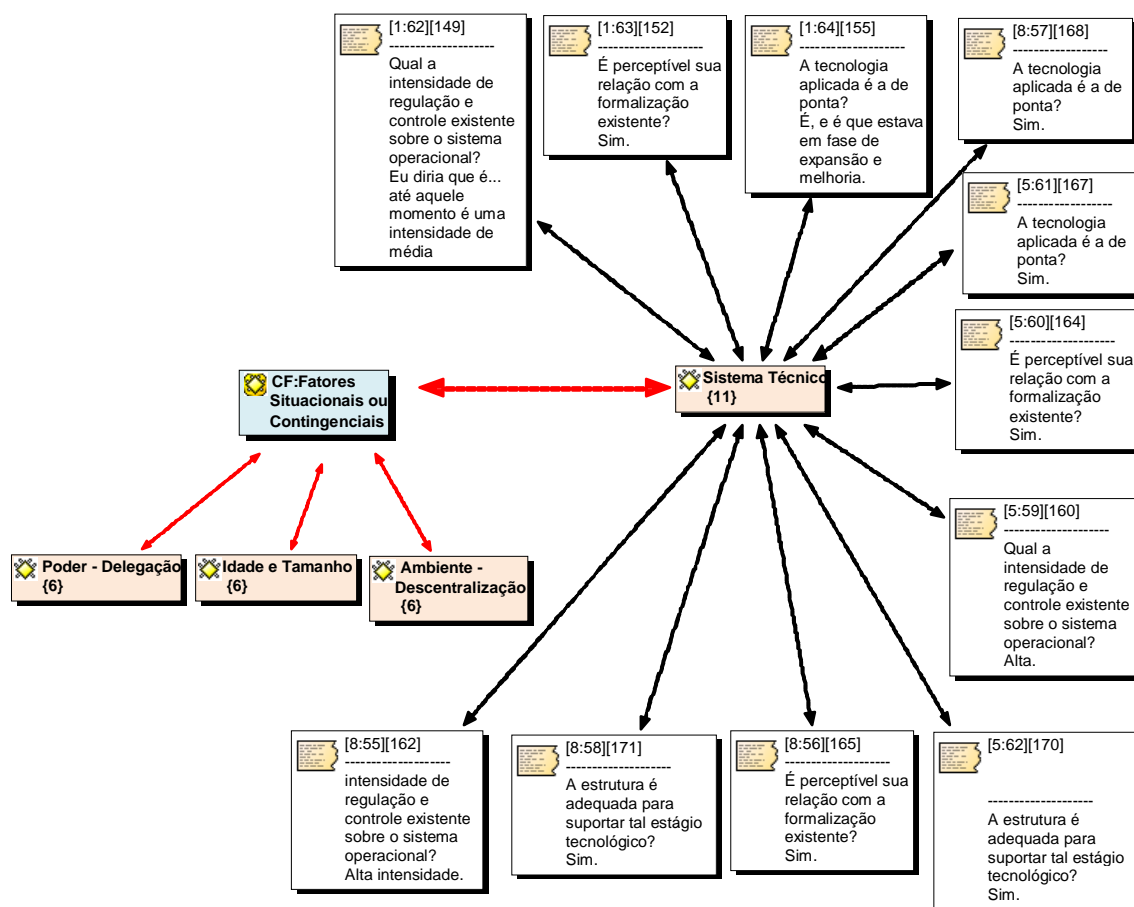 [1:62][149]
--------------------
Qual a
intensidade de
regulação e
controle existente
sobre o sistema
operacional?
Eu diria que é...
até aquele
momento é uma
intensidade de
média
[1:63][152]
--------------------
É perceptível sua
relação com a
formalização
existente?
Sim.
[1:64][155]
--------------------
A tecnologia
aplicada é a de
ponta?
É, e é que estava
em fase de
expansão e
melhoria.
[8:57][168]
------------------
A tecnologia
aplicada é a de
ponta?
Sim.
[5:61][167]
------------------
A tecnologia
aplicada é a de
ponta?
Sim.
[5:60][164]
--------------------
É perceptível sua
relação com a
formalização
existente?
Sim.
CF:Fatores
Situacionais ou
Contingenciais
Sistema Técnico
{11}
[5:59][160]
--------------------
Qual a
intensidade de
regulação e
controle existente
sobre o sistema
operacional?
Alta.
Poder - Delegação
{6}
Idade e Tamanho
{6}
Ambiente -
Descentralização
{6}
[8:55][162]
--------------------
intensidade de
regulação e
controle existente
sobre o sistema
operacional?
Alta intensidade.
[8:58][171]
--------------------
A estrutura é
adequada para
suportar tal estágio
tecnológico?
Sim.
[8:56][165]
--------------------
É perceptível sua
relação com a
formalização
existente?
Sim.
[5:62][170]
--------------------
A estrutura é
adequada para
suportar tal estágio
tecnológico?
Sim.